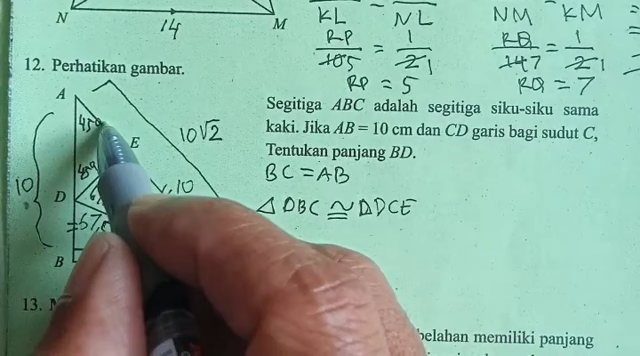 N 14 M
KL NL NM KM
RP/105 = 1/21
RP = 5
RQ/147 = 1/21
RQ = 7
12. Perhatikan gambar.
A
45°
E
10√2
10
D
B
Segitiga ABC adalah segitiga siku-siku sama
kaki. Jika AB = 10 cm dan CD garis bagi sudut C,
Tentukan panjang BD.
BC = AB
△ DBC ≅ △DCE
13.
belahan memiliki panjang